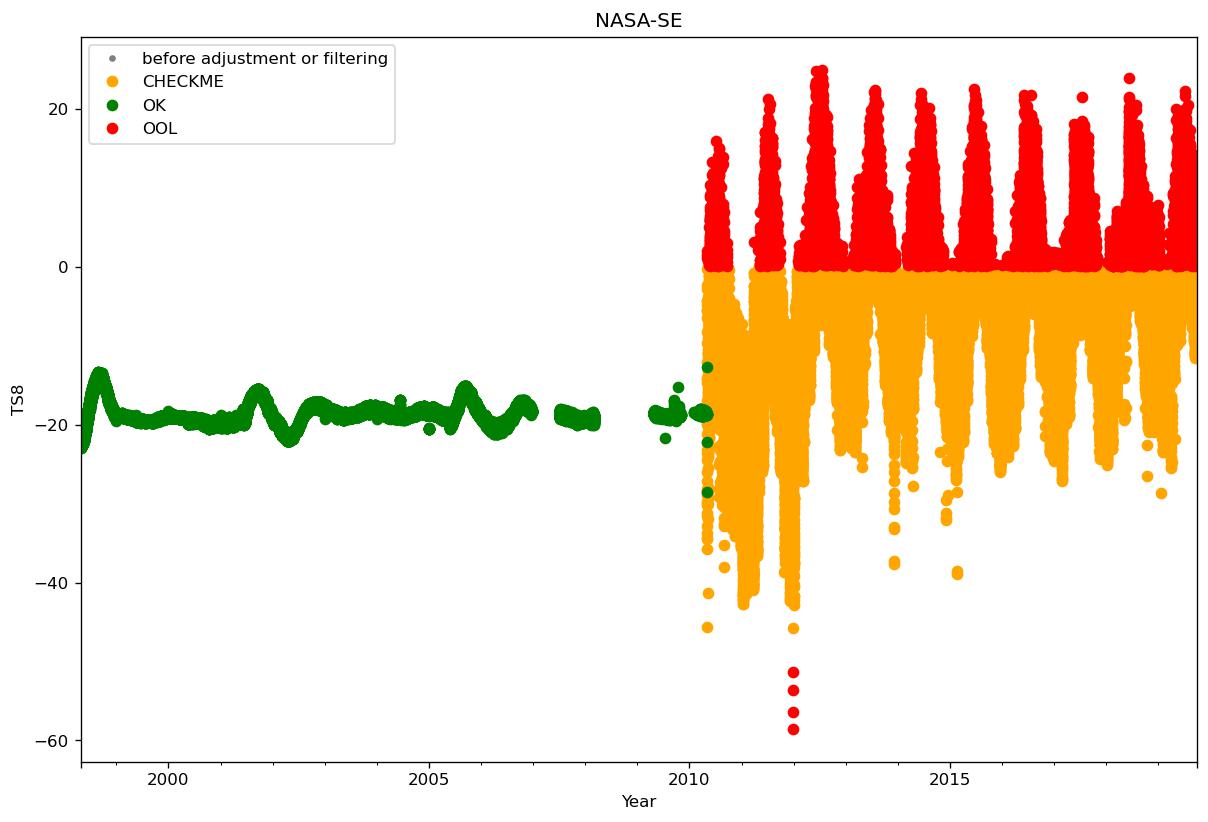 NASA-SE
before adjustment or filtering
CHECKME
OK
OOL
TS8
20
0
−20
−40
−60
2000
2005
2010
2015
Year